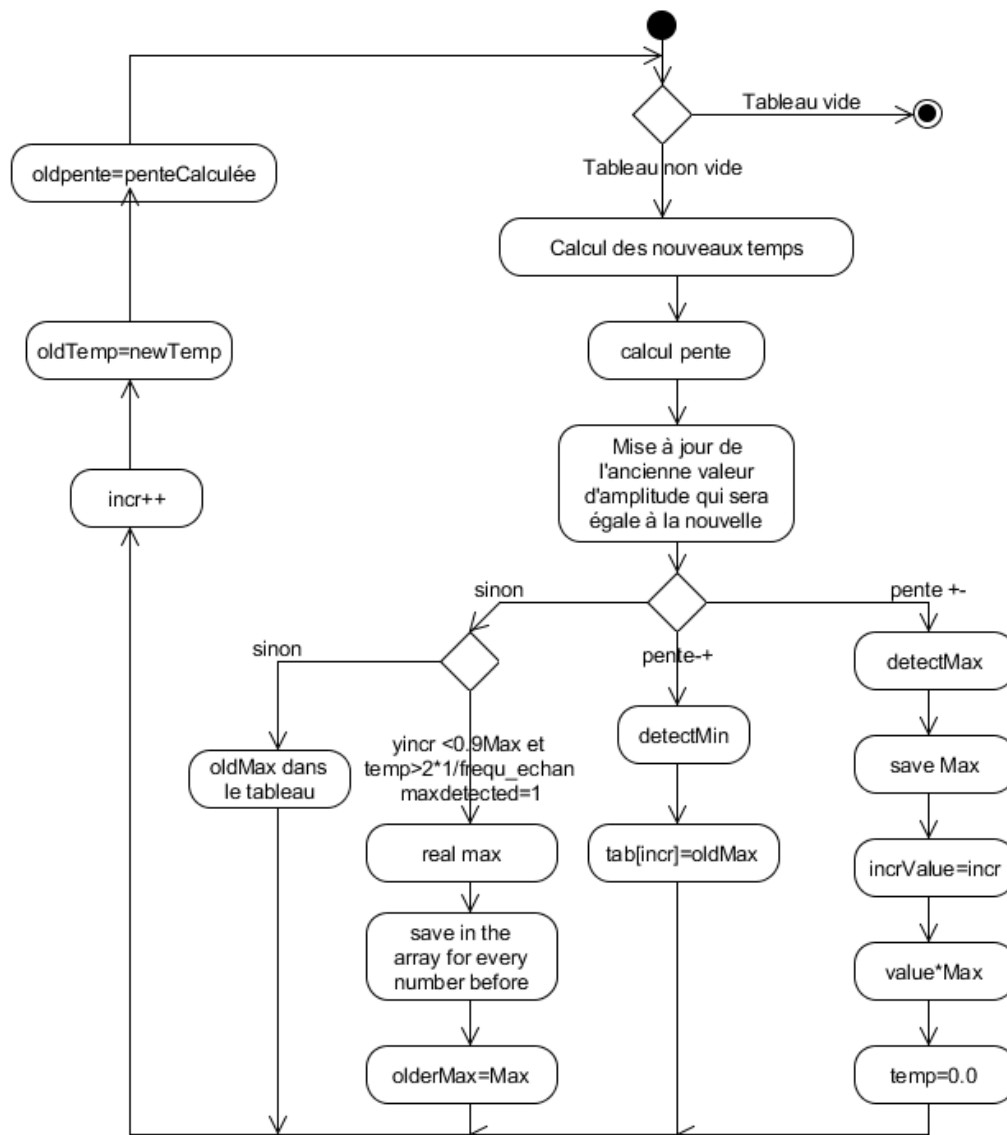 Tableau vide
Tableau non vide
Calcul des nouveaux temps
calcul pente
Mise à jour de
l'ancienne valeur
d'amplitude qui sera
égale à la nouvelle
pente +-
detectMax
save Max
incrValue=incr
value*Max
temp=0.0
pente-+
detectMin
tab[incr]=oldMax
sinon
yincr <0.9Max et
temp>2*1/frequ_echan
maxdetected=1
real max
save in the
array for every
number before
olderMax=Max
sinon
oldMax dans
le tableau
incr++
oldTemp=newTemp
oldpente=penteCalculée